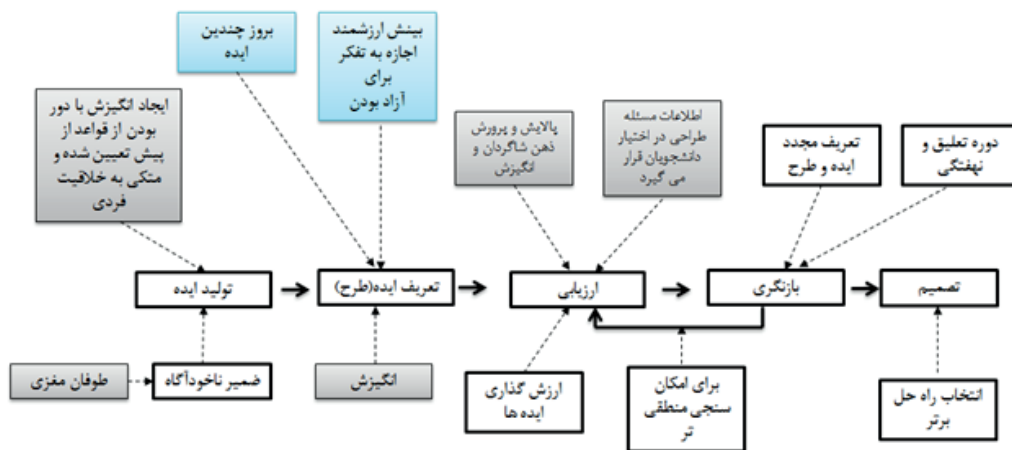 بروز چندین
ایده
بینش ارزشمند
اجازه به تفکر
برای
آزاد بودن
ایجاد انگیزش با دور
بودن از قواعد از
پیش تعیین شده و
متکی به خلاقیت
فردی
پالایش و پرورش
ذهن شاگردان و
انگیزش
اطلاعات مسئله
طراحی در اختیار
دانشجویان قرار
می گیرد
تعریف مجدد
ایده و طرح
دوره تعلیق و
نهفتگی
تولید ایده
تعریف ایده(طرح)
ارزیابی
بازنگری
تصمیم
طوفان مغزی
ضمیر ناخودآگاه
انگیزش
ارزش گذاری
ایده ها
برای امکان
سنجی منطقی
تر
انتخاب راه حل
برتر